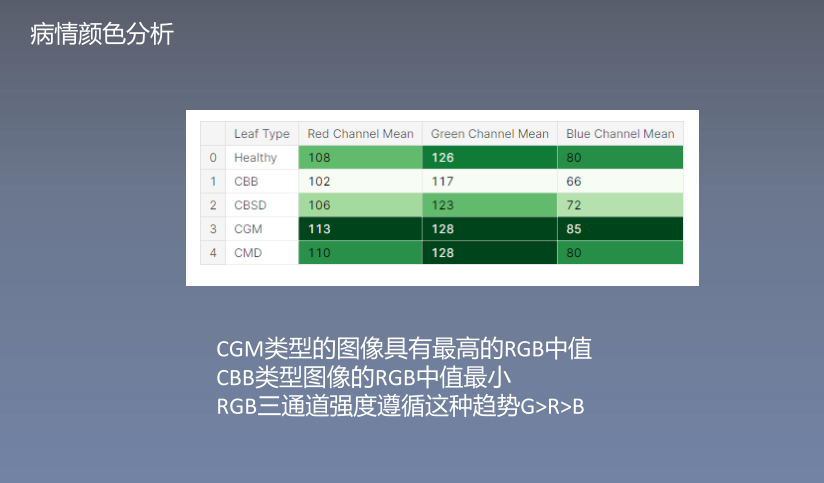 病情颜色分析
Leaf Type Red Channel Mean Green Channel Mean Blue Channel Mean
0 Healthy 108 126 80
1 CBB 102 117 66
2 CBSD 106 123 72
3 CGM 113 128 85
4 CMD 110 128 80
CGM类型的图像具有最高的RGB中值
CBB类型图像的RGB中值最小
RGB三通道强度遵循这种趋势G>R>B